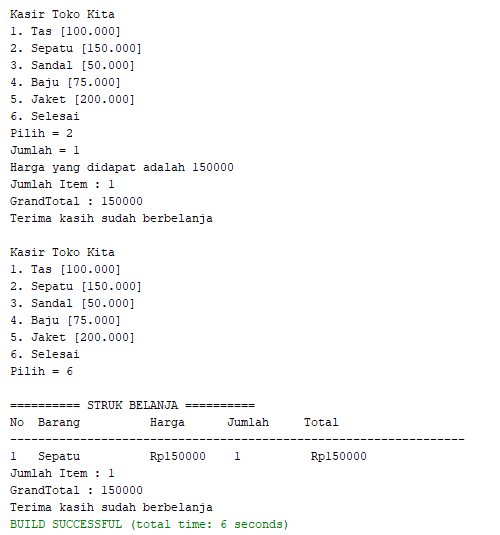 Kasir Toko Kita
1. Tas [100.000]
2. Sepatu [150.000]
3. Sandal [50.000]
4. Baju [75.000]
5. Jaket [200.000]
6. Selesai
Pilih = 2
Jumlah = 1
Harga yang didapat adalah 150000
Jumlah Item : 1
GrandTotal : 150000
Terima kasih sudah berbelanja

Kasir Toko Kita
1. Tas [100.000]
2. Sepatu [150.000]
3. Sandal [50.000]
4. Baju [75.000]
5. Jaket [200.000]
6. Selesai
Pilih = 6

========== STRUK BELANJA ==========
No  Barang          Harga      Jumlah     Total
-----------------------------------------------------------------
1   Sepatu          Rp150000    1          Rp150000
Jumlah Item : 1
GrandTotal : 150000
Terima kasih sudah berbelanja
BUILD SUCCESSFUL (total time: 6 seconds)